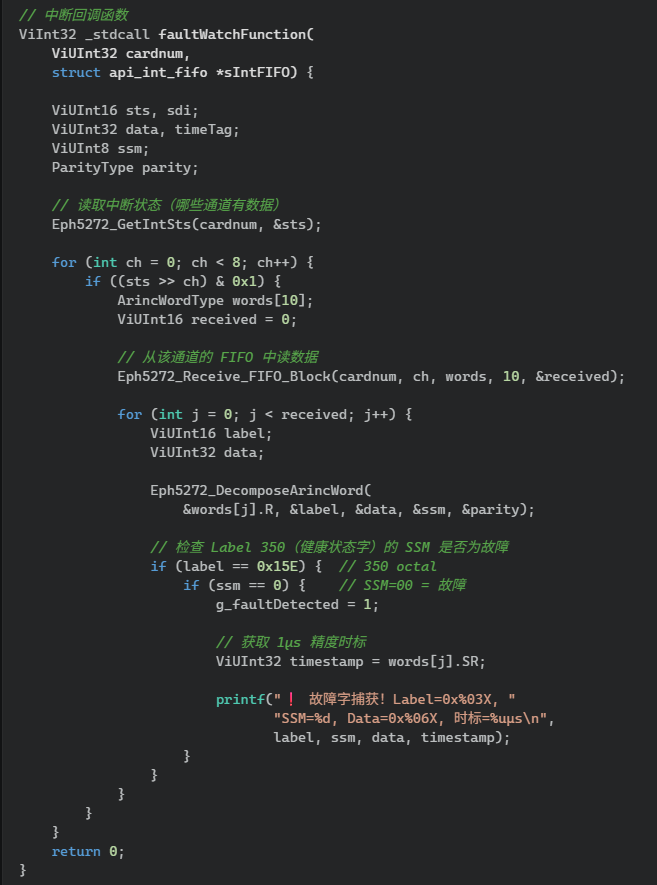 // 中断回调函数
ViInt32 _stdcall faultWatchFunction(
    ViUInt32 cardnum,
    struct api_int_fifo *sIntFIFO) {

    ViUInt16 sts, sdi;
    ViUInt32 data, timeTag;
    ViUInt8 ssm;
    ParityType parity;

    // 读取中断状态（哪些通道有数据）
    Eph5272_GetIntSts(cardnum, &sts);

    for (int ch = 0; ch < 8; ch++) {
        if ((sts >> ch) & 0x1) {
            ArincWordType words[10];
            ViUInt16 received = 0;

            // 从该通道的 FIFO 中读数据
            Eph5272_Receive_FIFO_Block(cardnum, ch, words, 10, &received);

            for (int j = 0; j < received; j++) {
                ViUInt16 label;
                ViUInt32 data;

                Eph5272_DecomposeArincWord(
                    &words[j].R, &label, &data, &ssm, &parity);

                // 检查 Label 350（健康状态字）的 SSM 是否为故障
                if (label == 0x15E) {  // 350 octal
                    if (ssm == 0) {    // SSM=00 = 故障
                        g_faultDetected = 1;

                        // 获取 1μs 精度时标
                        ViUInt32 timestamp = words[j].SR;

                        printf("❗ 故障字捕获! Label=0x%03X, "
                               "SSM=%d, Data=0x%06X, 时标=%uμs\n",
                               label, ssm, data, timestamp);
                    }
                }
            }
        }
    }
    return 0;
}